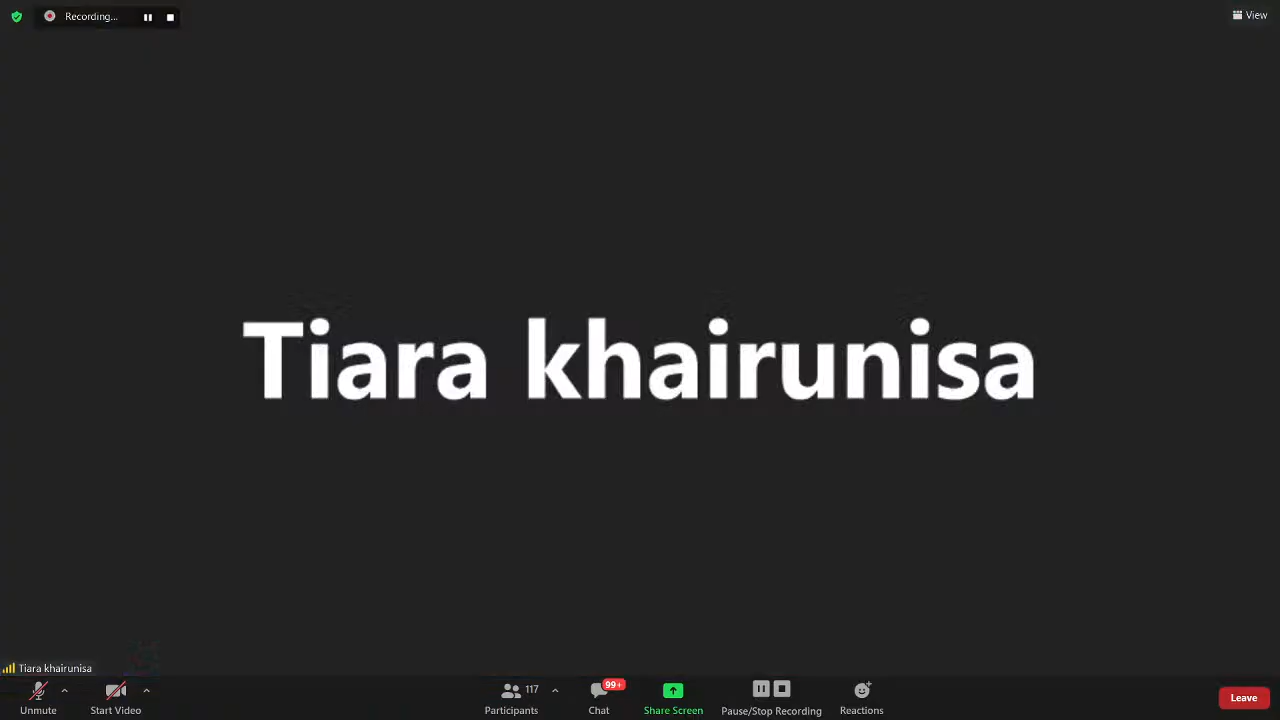 Recording...
View
Tiara khairunisa
Tiara khairunisa
Unmute
Start Video
117
Participants
99+
Chat
Share Screen
Pause/Stop Recording
Reactions
Leave